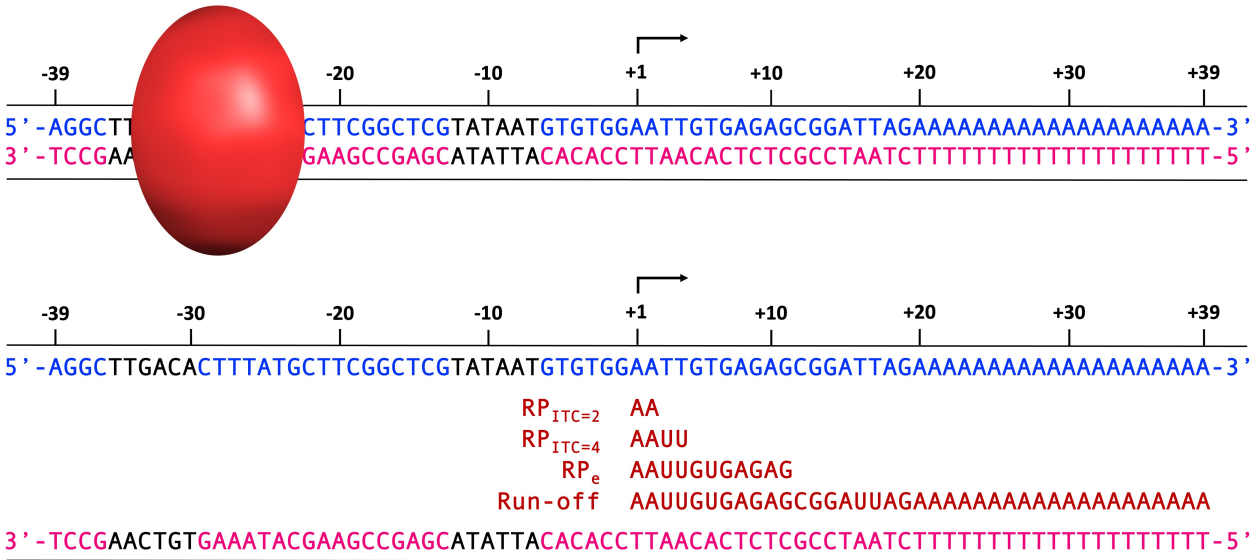 -39 -20 -10 +1 +10 +20 +30 +39
5’-AGGCTT CTTCGGCTCGTATAATGTGTGGAATTGTGAGAGCGGATTAGAAAAAAAAAAAAAAAAAAAA-3’
3’-TCCGAA GAAGCCGAGCATATTACACACCTTAACACTCTCGCCTAATCTTTTTTTTTTTTTTTTTTTT-5’
-39 -30 -20 -10 +1 +10 +20 +30 +39
5’-AGGCTTGACACTTTATGCTTCGGCTCGTATAATGTGTGGAATTGTGAGAGCGGATTAGAAAAAAAAAAAAAAAAAAAA-3’
RPITC=2 AA
RPITC=4 AAUU
RPe AAUUGUGAGAG
Run-off AAUUGUGAGAGCGGAUUAGAAAAAAAAAAAAAAAAAAAA
3’-TCCGAACTGTGAAATACGAAGCCGAGCATATTACACACCTTAACACTCTCGCCTAATCTTTTTTTTTTTTTTTTTTTT-5’